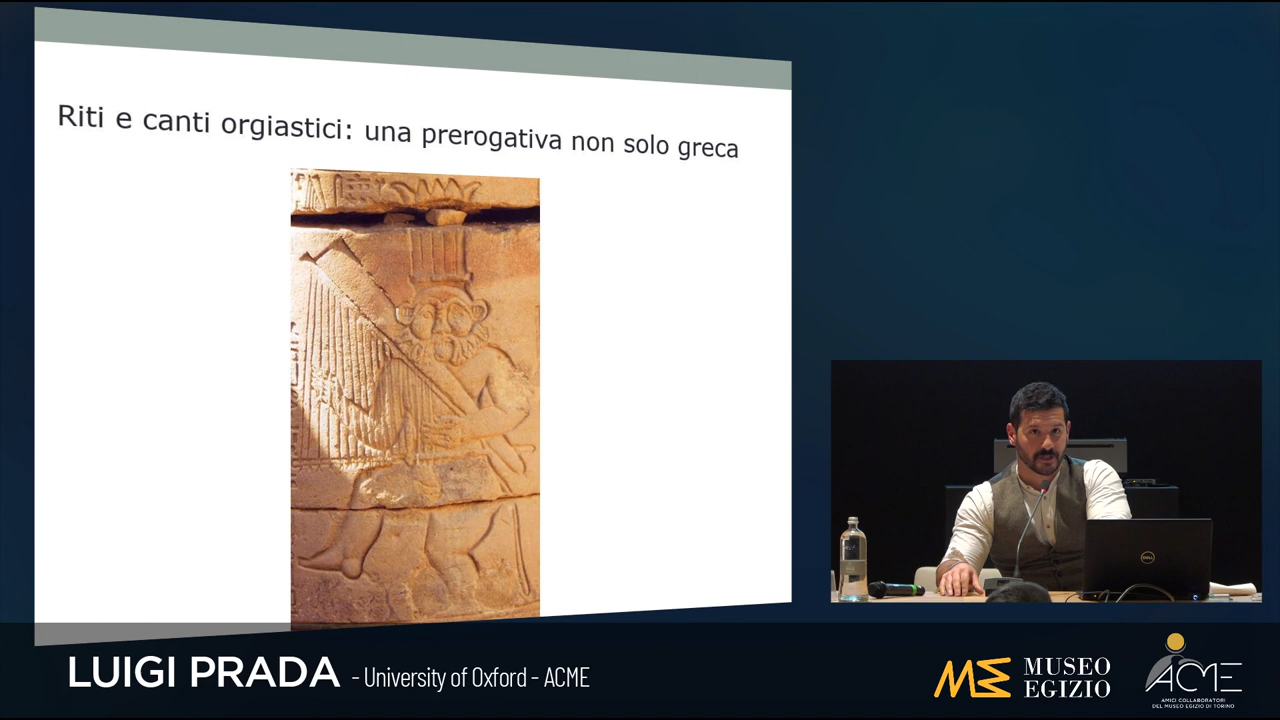 Riti e canti orgiastici: una prerogativa non solo greca
DELL
LUIGI PRADA - University of Oxford - ACME
MUSEO
EGIZIO
ACME
AMICI COLLABORATORI
DEL MUSEO EGIZIO DI TORINO